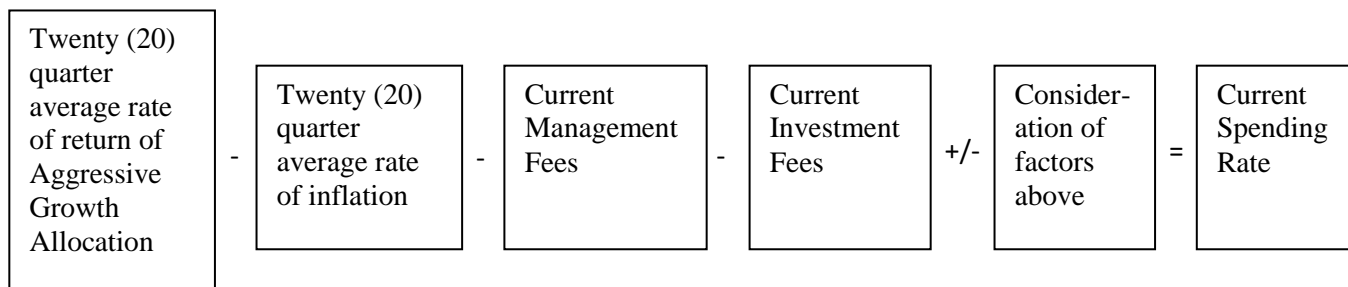 Twenty (20)
quarter
average rate
of return of
Aggressive
Growth
Allocation
-
Twenty (20)
quarter
average rate
of inflation
-
Current
Management
Fees
-
Current
Investment
Fees
+/-
Consider-
ation of
factors
above
=
Current
Spending
Rate